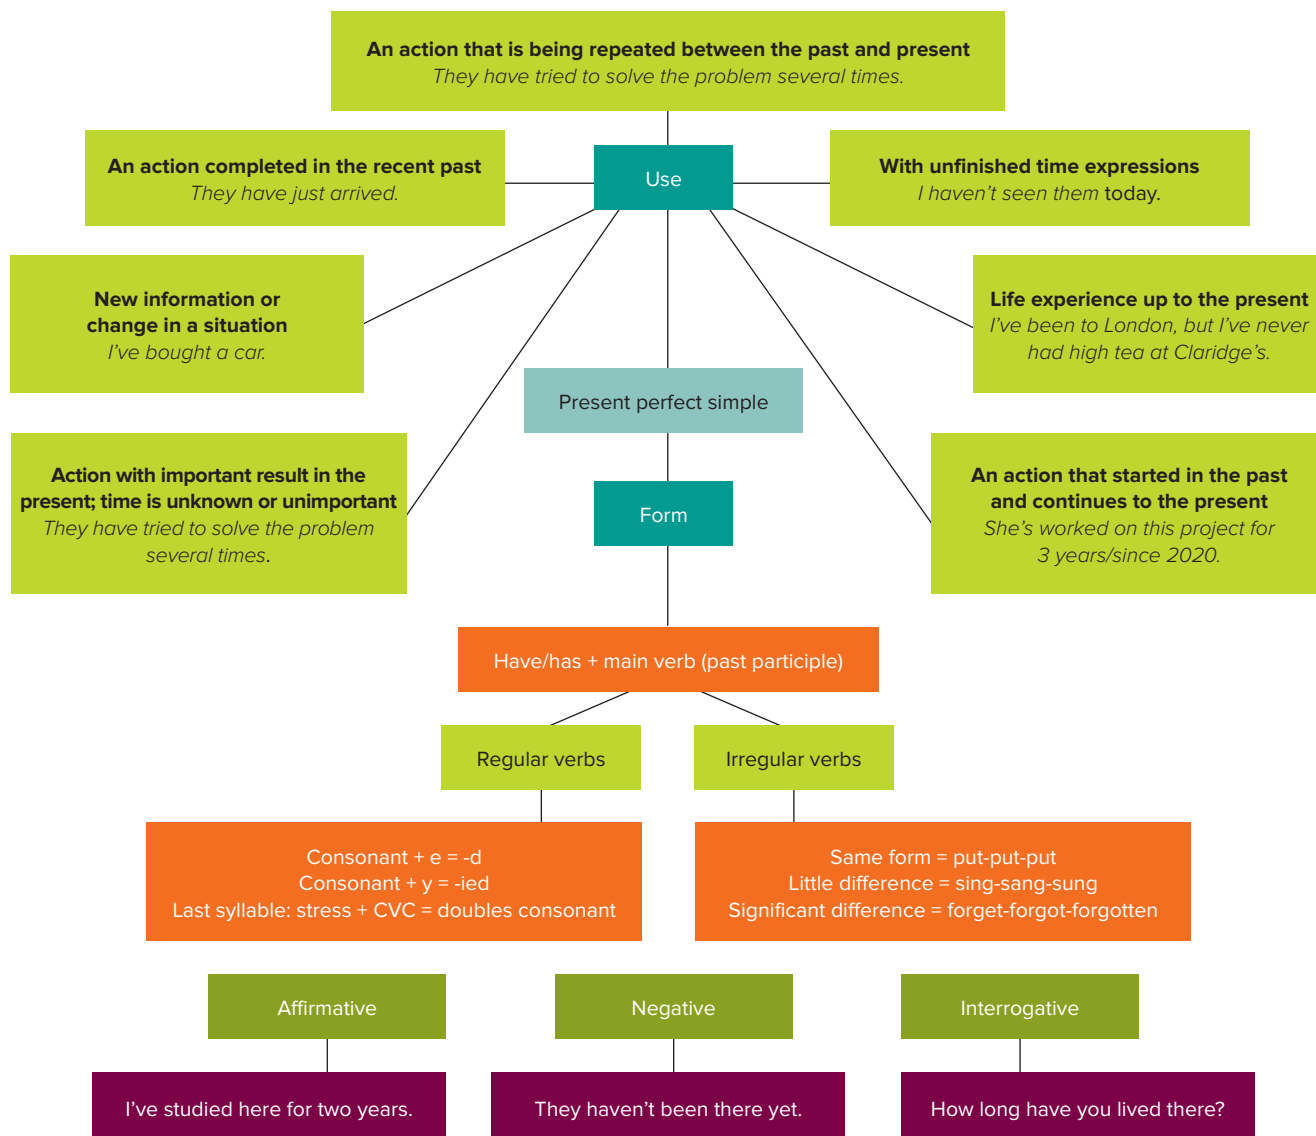 An action that is being repeated between the past and present
They have tried to solve the problem several times.
An action completed in the recent past
They have just arrived.
Use
With unfinished time expressions
I haven't seen them today.
New information or
change in a situation
I've bought a car.
Life experience up to the present
I've been to London, but I've never
had high tea at Claridge's.
Present perfect simple
Action with important result in the
present; time is unknown or unimportant
They have tried to solve the problem
several times.
Form
An action that started in the past
and continues to the present
She's worked on this project for
3 years/since 2020.
Have/has + main verb (past participle)
Regular verbs
Irregular verbs
Consonant + e = -d
Consonant + y = -ied
Last syllable: stress + CVC = doubles consonant
Same form = put-put-put
Little difference = sing-sang-sung
Significant difference = forget-forgot-forgotten
Affirmative
Negative
Interrogative
I've studied here for two years.
They haven't been there yet.
How long have you lived there?